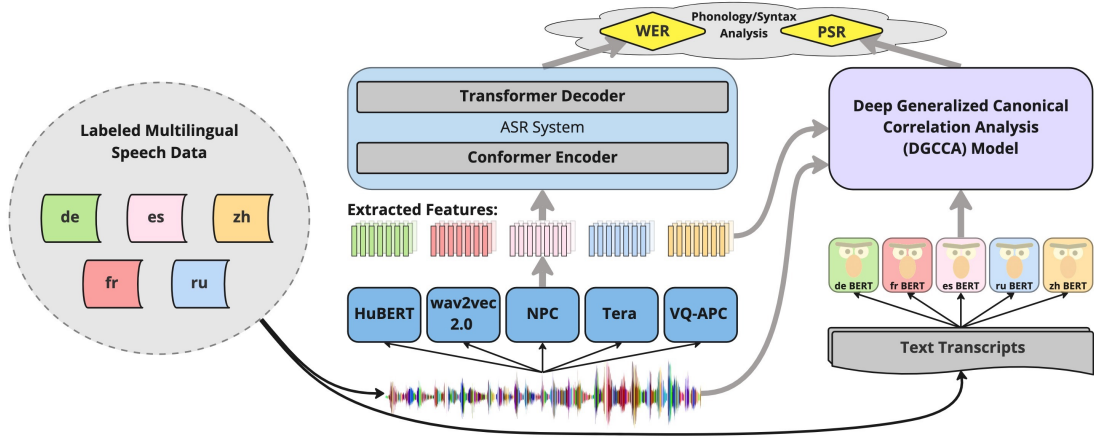 Phonology/Syntax
Analysis
WER
PSR
Labeled Multilingual
Speech Data
de
es
zh
fr
ru
Transformer Decoder
ASR System
Conformer Encoder
Deep Generalized Canonical
Correlation Analysis
(DGCCA) Model
Extracted Features:
HuBERT
wav2vec
2.0
NPC
Tera
VQ-APC
de BERT
fr BERT
es BERT
ru BERT
zh BERT
Text Transcripts